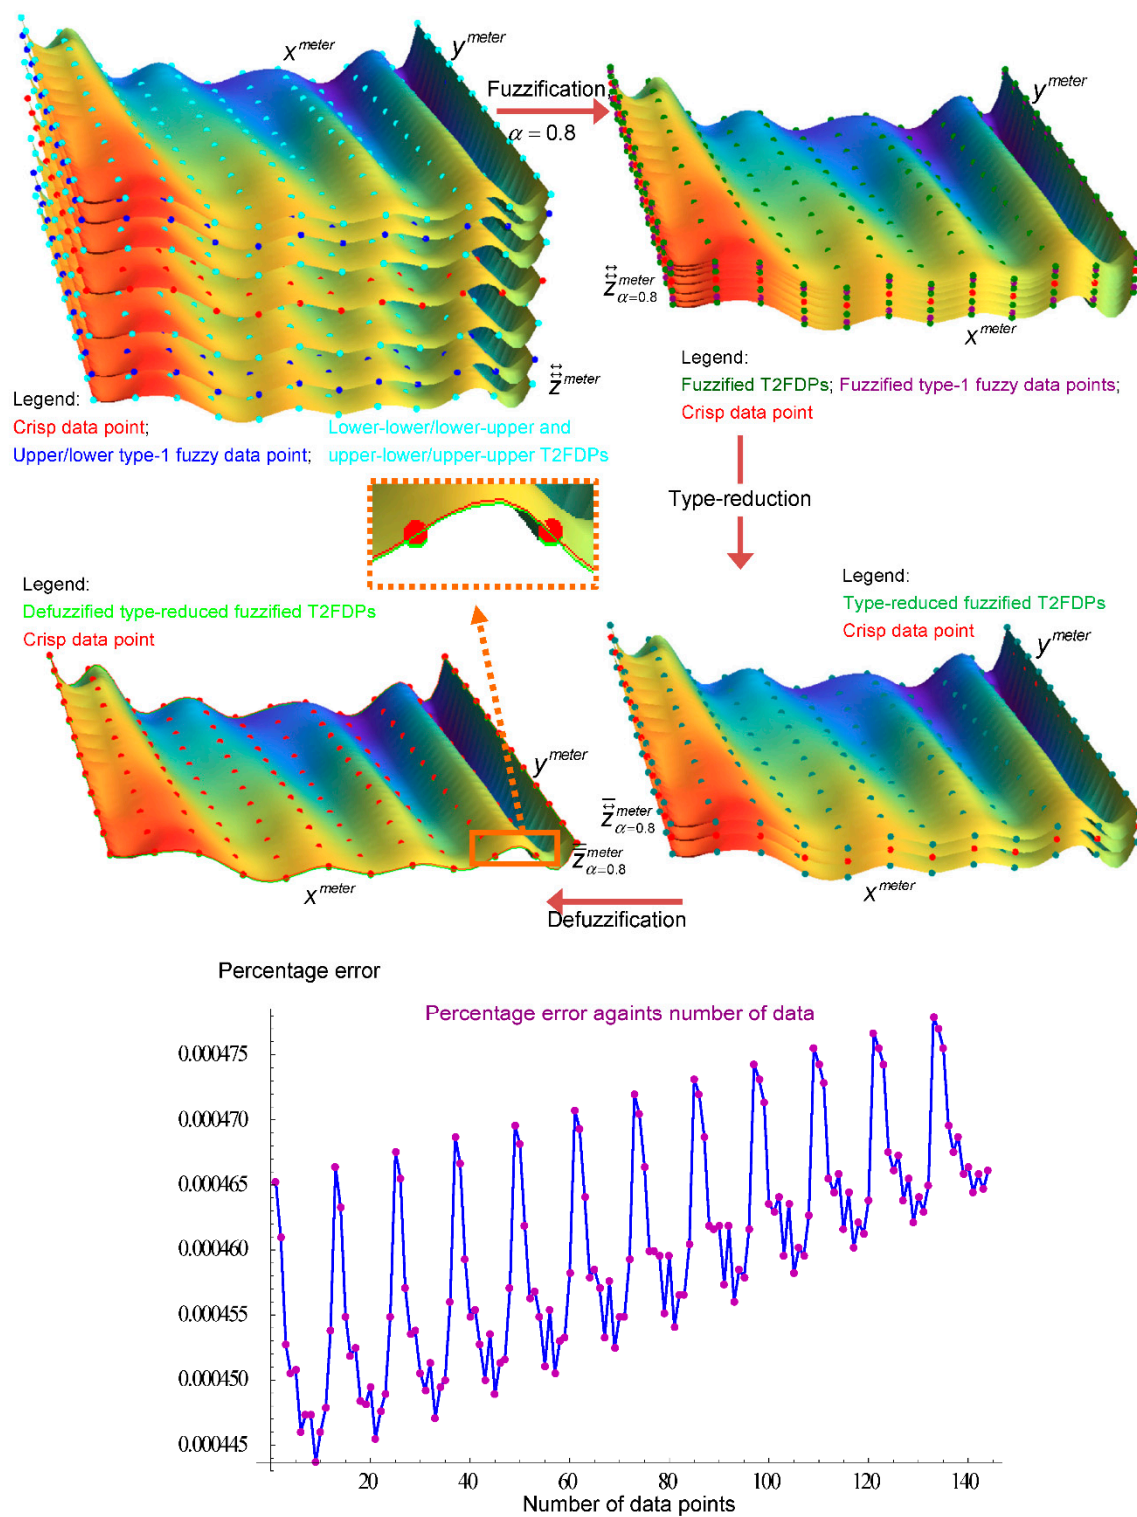 x^meter
y^meter
Fuzzification
α = 0.8
y^meter
z^meter α=0.8
x^meter
z^meter
Legend:
Crisp data point;
Upper/lower type-1 fuzzy data point;
Lower-lower/lower-upper and
upper-lower/upper-upper T2FDPs
Legend:
Fuzzified T2FDPs; Fuzzified type-1 fuzzy data points;
Crisp data point
Type-reduction
Legend:
Defuzzified type-reduced fuzzified T2FDPs
Crisp data point
Legend:
Type-reduced fuzzified T2FDPs
Crisp data point
y^meter
y^meter
z^meter α=0.8
z^meter α=0.8
x^meter
x^meter
Defuzzification
Percentage error
Percentage error againts number of data
0.000475
0.000470
0.000465
0.000460
0.000455
0.000450
0.000445
20 40 60 80 100 120 140
Number of data points